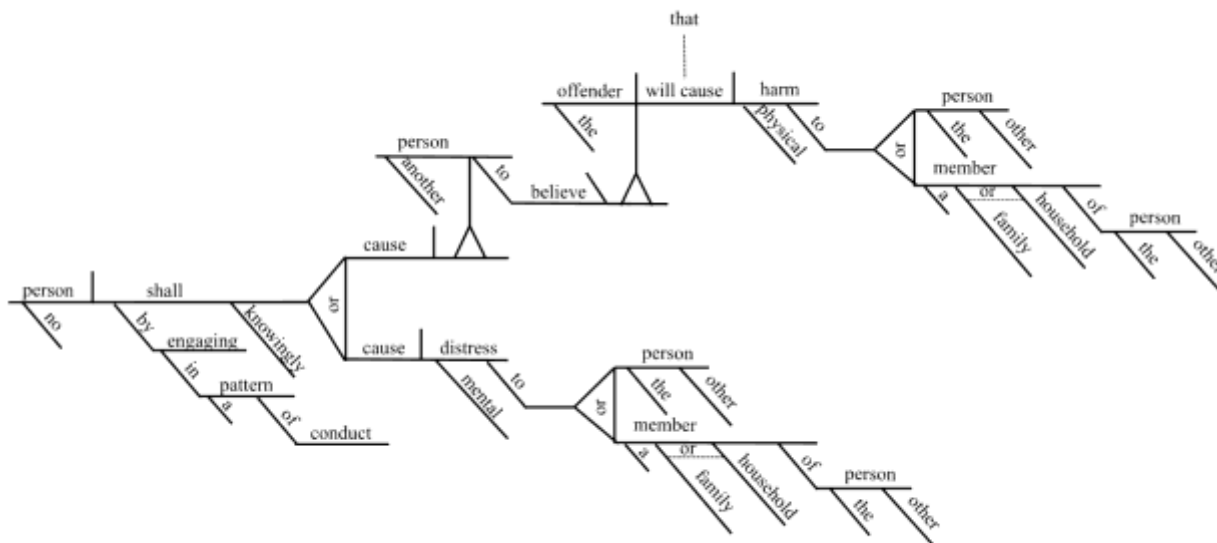 that
offender will cause harm
the physical to person
the other
or
person member
another to believe a or of
family household person
the other
cause
person shall or
no by knowingly
engaging cause distress
in mental to person
pattern the other
a of or
conduct member
a or of
family household person
the other